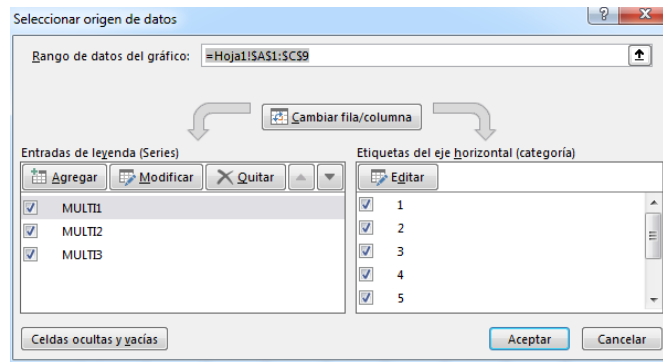 Seleccionar origen de datos
Rango de datos del gráfico: =Hoja1!$A$1:$C$9
Cambiar fila/columna
Entradas de leyenda (Series)
Agregar Modificar Quitar
MULTI1
MULTI2
MULTI3
Etiquetas del eje horizontal (categoría)
Editar
1
2
3
4
5
Celdas ocultas y vacías
Aceptar Cancelar